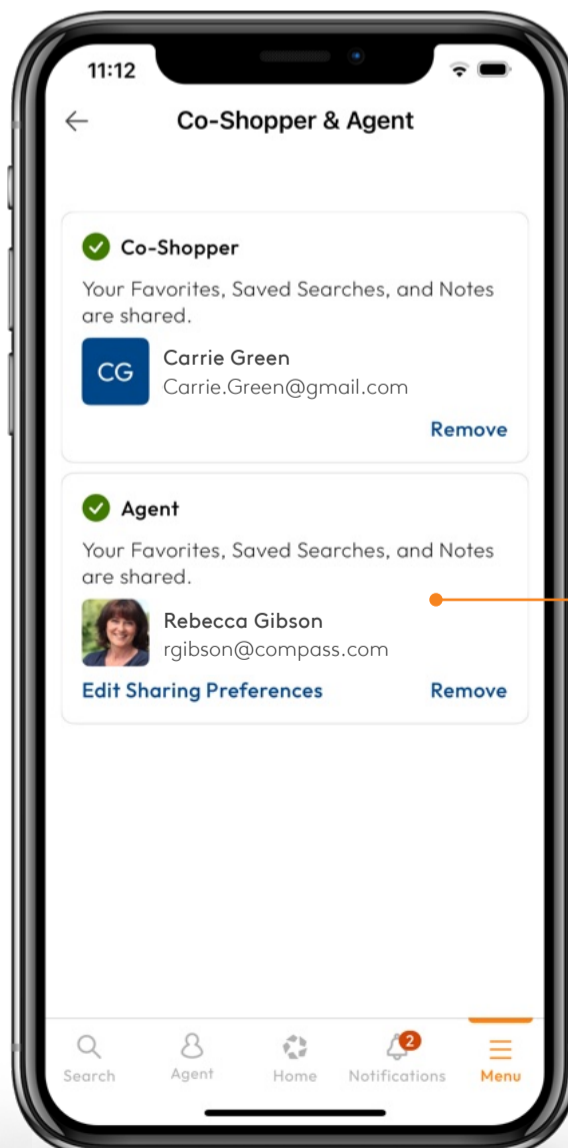 11:12
Co-Shopper & Agent
Co-Shopper
Your Favorites, Saved Searches, and Notes
are shared.
CG
Carrie Green
Carrie.Green@gmail.com
Remove
Agent
Your Favorites, Saved Searches, and Notes
are shared.
Rebecca Gibson
rgibson@compass.com
Edit Sharing Preferences Remove
2
Search Agent Home Notifications Menu